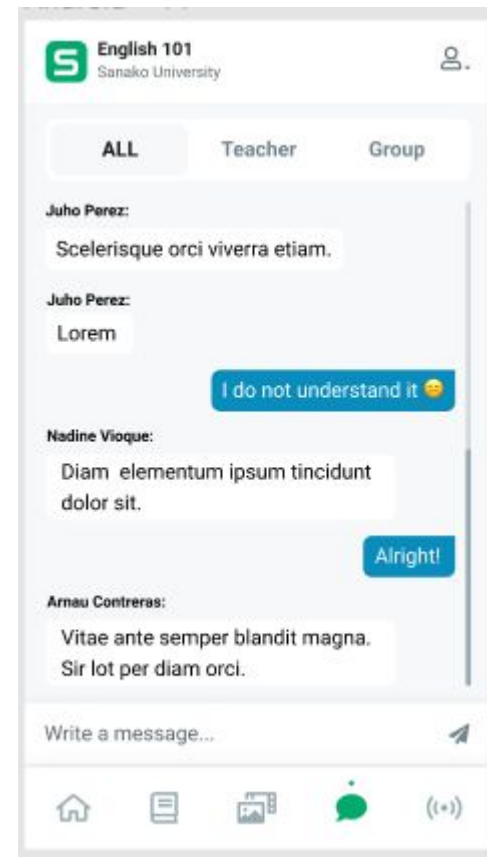 S
English 101
Sanako University
ALL Teacher Group
Juho Perez:
Scelerisque orci viverra etiam.
Juho Perez:
Lorem
I do not understand it 😑
Nadine Vioque:
Diam elementum ipsum tincidunt
dolor sit.
Alright!
Arnau Contreras:
Vitae ante semper blandit magna.
Sir lot per diam orci.
Write a message...